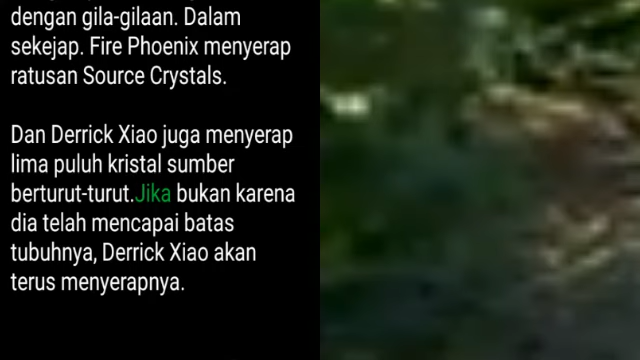 dengan gila-gilaan. Dalam
sekejap. Fire Phoenix menyerap
ratusan Source Crystals.
Dan Derrick Xiao juga menyerap
lima puluh kristal sumber
berturut-turut.Jika bukan karena
dia telah mencapai batas
tubuhnya, Derrick Xiao akan
terus menyerapnya.